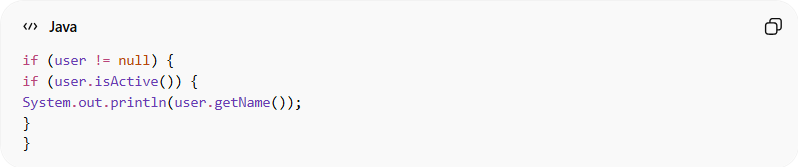 Java
if (user != null) {
if (user.isActive()) {
System.out.println(user.getName());
}
}